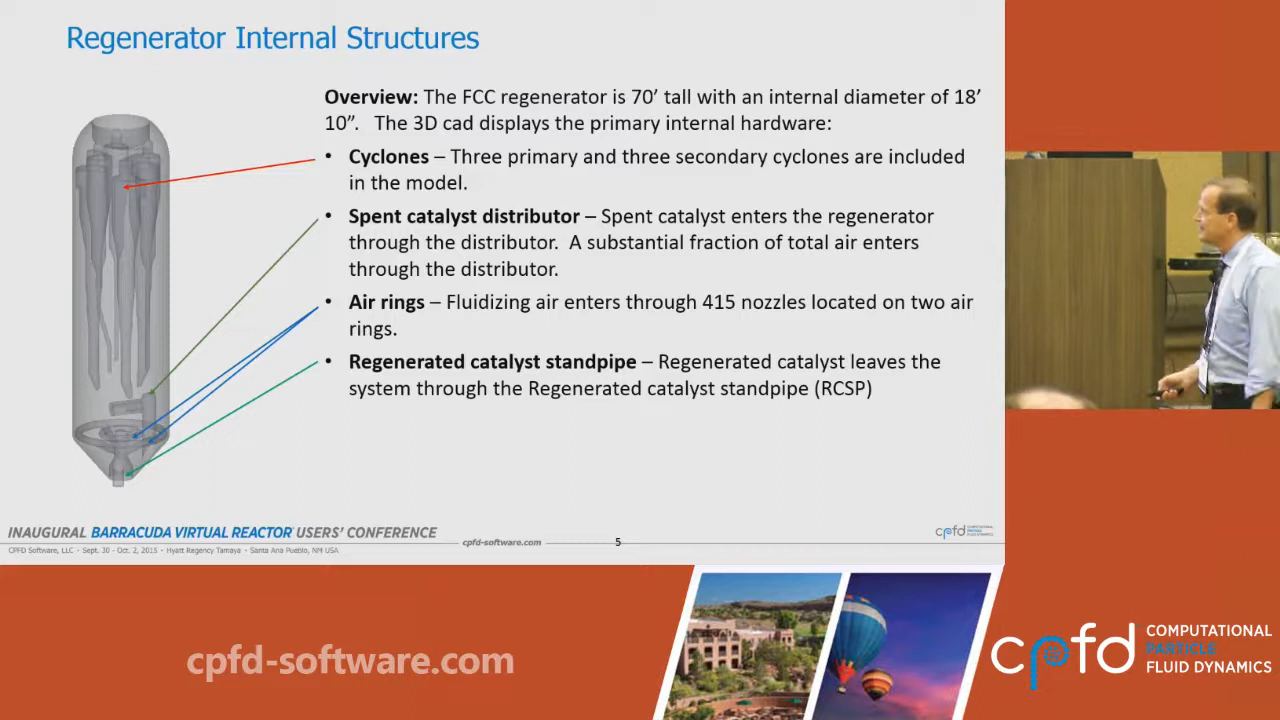 Regenerator Internal Structures
Overview: The FCC regenerator is 70’ tall with an internal diameter of 18’
10”. The 3D cad displays the primary internal hardware:
• Cyclones – Three primary and three secondary cyclones are included
in the model.
• Spent catalyst distributor – Spent catalyst enters the regenerator
through the distributor. A substantial fraction of total air enters
through the distributor.
• Air rings – Fluidizing air enters through 415 nozzles located on two air
rings.
• Regenerated catalyst standpipe – Regenerated catalyst leaves the
system through the Regenerated catalyst standpipe (RCSP)
INAUGURAL BARRACUDA VIRTUAL REACTOR USERS’ CONFERENCE
CPFD Software, LLC - Sept. 30 - Oct. 2, 2015 • Hyatt Regency Tamaya • Santa Ana Pueblo, NM USA
cpfd-software.com
5
cpfd
COMPUTATIONAL
PARTICLE
FLUID DYNAMICS
cpfd-software.com
cpfd
COMPUTATIONAL
PARTICLE
FLUID DYNAMICS